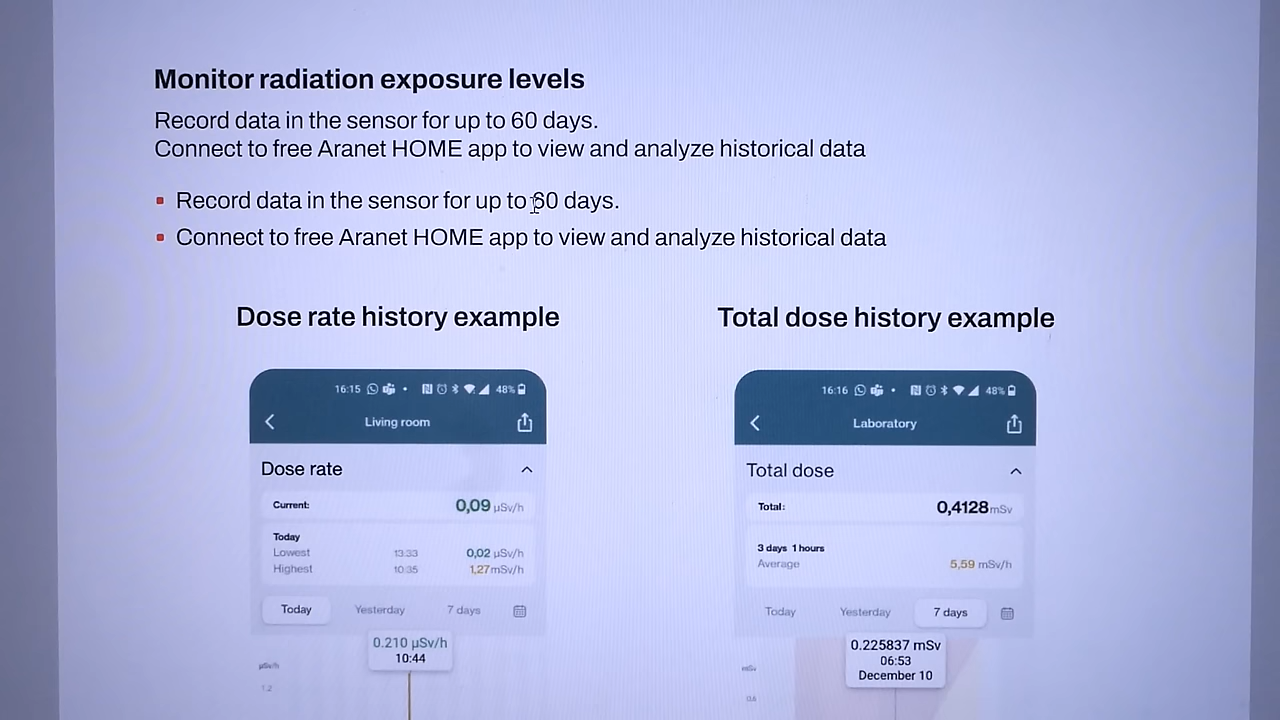 Monitor radiation exposure levels
Record data in the sensor for up to 60 days.
Connect to free Aranet HOME app to view and analyze historical data
Record data in the sensor for up to 60 days.
Connect to free Aranet HOME app to view and analyze historical data
Dose rate history example
16:15
48%
Living room
Dose rate
Current:
0,09 µSv/h
Today
Lowest 13:33 0,02 µSv/h
Highest 10:35 1,27 mSv/h
Today Yesterday 7 days
0.210 µSv/h
10:44
µSv/h
1.2
Total dose history example
16:16
48%
Laboratory
Total dose
Total: 0,4128 mSv
3 days 1 hours
Average 5,59 mSv/h
Today Yesterday 7 days
0.225837 mSv
06:53
December 10
mSv